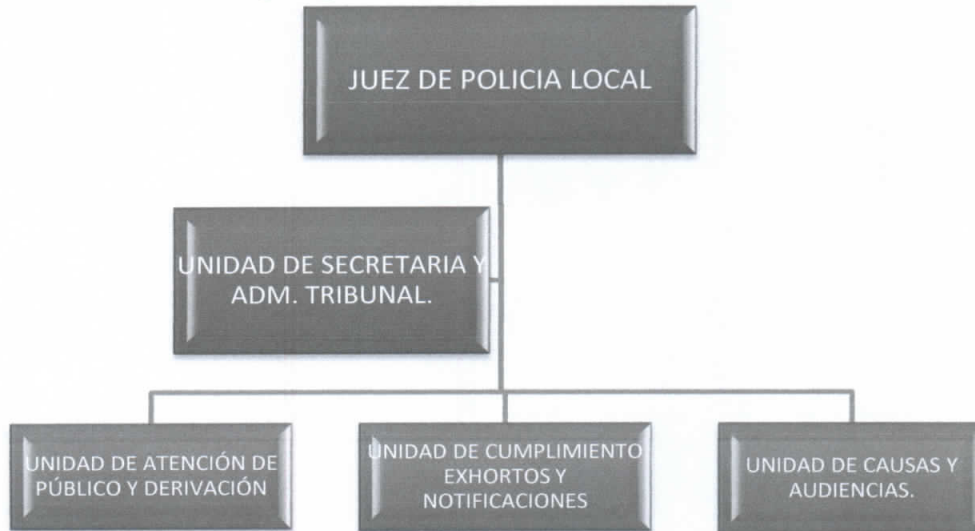 JUEZ DE POLICIA LOCAL
UNIDAD DE SECRETARIA Y
ADM. TRIBUNAL.
UNIDAD DE ATENCIÓN DE
PÚBLICO Y DERIVACIÓN
UNIDAD DE CUMPLIMIENTO
EXHORTOS Y
NOTIFICACIONES
UNIDAD DE CAUSAS Y
AUDIENCIAS.